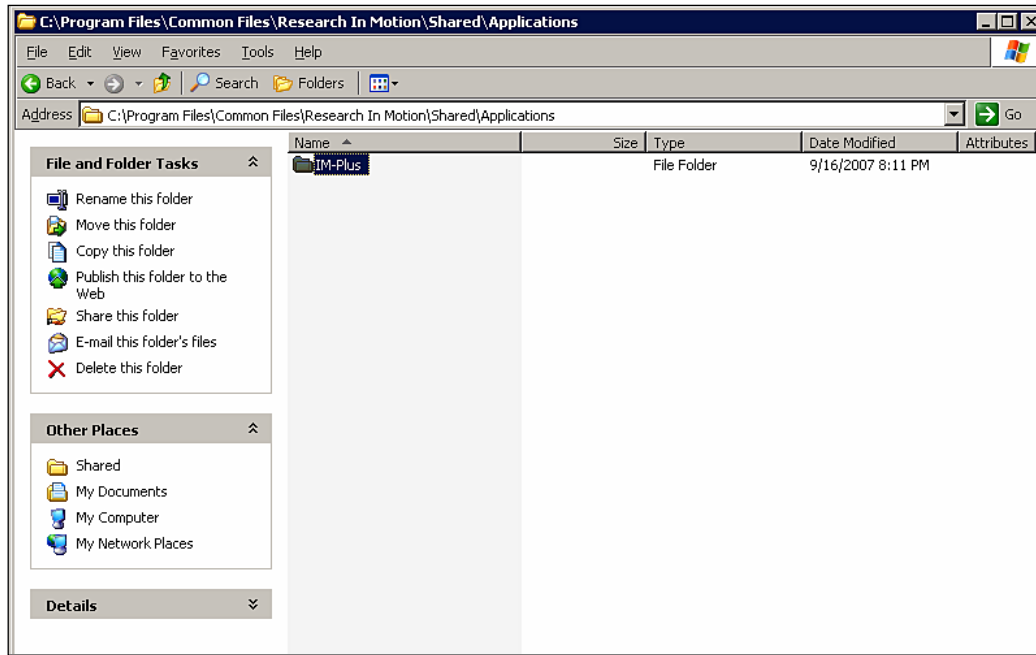 C:\Program Files\Common Files\Research In Motion\Shared\Applications
File Edit View Favorites Tools Help
Back Search Folders
Address C:\Program Files\Common Files\Research In Motion\Shared\Applications Go
Name Size Type Date Modified Attributes
IM-Plus File Folder 9/16/2007 8:11 PM
File and Folder Tasks
Rename this folder
Move this folder
Copy this folder
Publish this folder to the
Web
Share this folder
E-mail this folder's files
Delete this folder
Other Places
Shared
My Documents
My Computer
My Network Places
Details